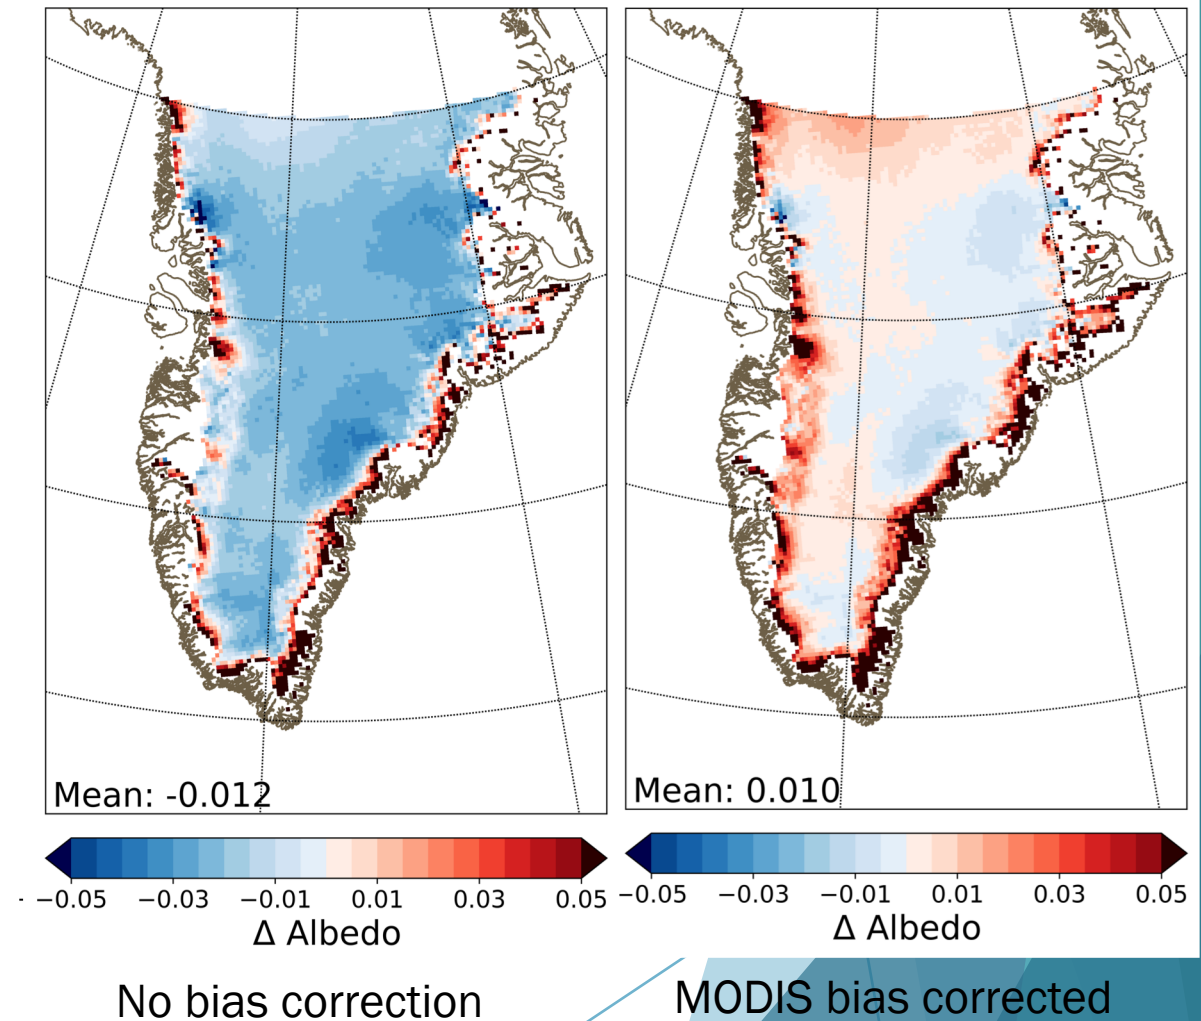 Mean: -0.012
Mean: 0.010
−0.05 −0.03 −0.01 0.01 0.03 0.05
−0.05 −0.03 −0.01 0.01 0.03 0.05
Δ Albedo
Δ Albedo
No bias correction
MODIS bias corrected